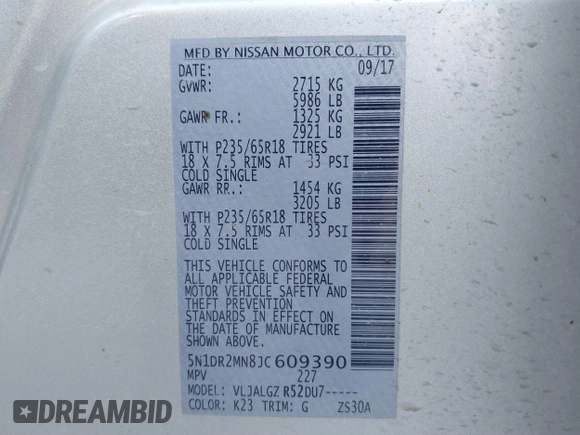 MFD BY NISSAN MOTOR CO., LTD.
DATE: 09/17
GVWR: 2715 KG
5986 LB
GAWR FR.: 1325 KG
2921 LB
WITH P235/65R18 TIRES
18 X 7.5 RIMS AT 33 PSI
COLD SINGLE
GAWR RR.: 1454 KG
3205 LB
WITH P235/65R18 TIRES
18 X 7.5 RIMS AT 33 PSI
COLD SINGLE
THIS VEHICLE CONFORMS TO
ALL APPLICABLE FEDERAL
MOTOR VEHICLE SAFETY AND
THEFT PREVENTION
STANDARDS IN EFFECT ON
THE DATE OF MANUFACTURE
SHOWN ABOVE.
5N1DR2MN8JC609390
MPV 227
MODEL: VLJALGZ R52DU7-----
COLOR: K23 TRIM: G ZS30A